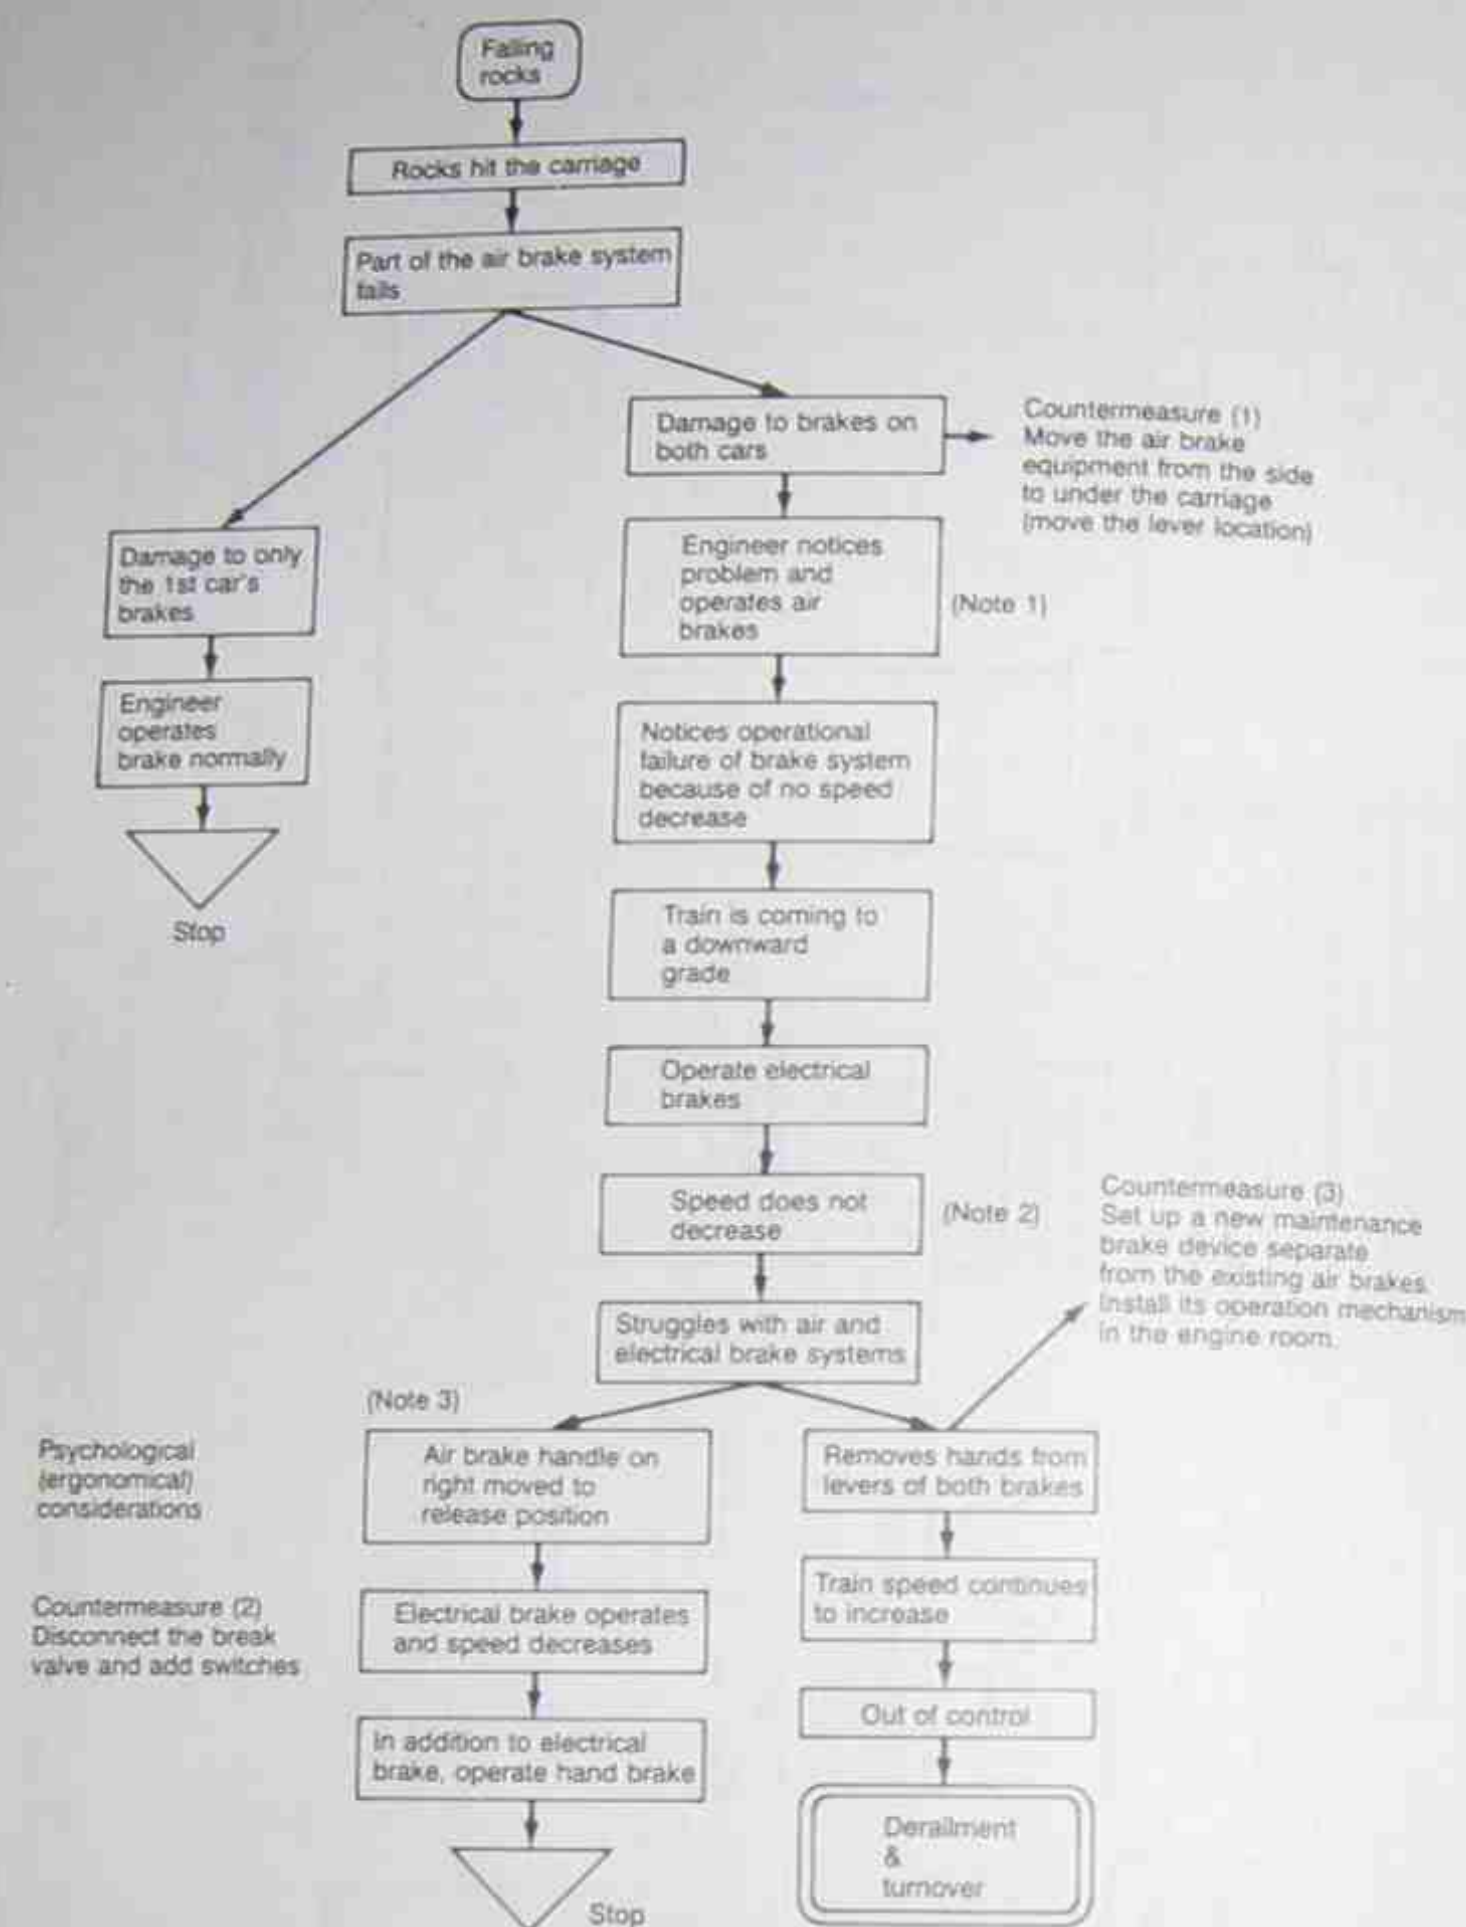 Falling
rocks
Rocks hit the carriage
Part of the air brake system
fails
Damage to brakes on
both cars
Countermeasure (1)
Move the air brake
equipment from the side
to under the carriage
(move the lever location)
Damage to only
the 1st car's
brakes
Engineer notices
problem and
operates air
brakes
(Note 1)
Engineer
operates
brake normally
Stop
Notices operational
failure of brake system
because of no speed
decrease
Train is coming to
a downward
grade
Operate electrical
brakes
Speed does not
decrease
(Note 2)
Countermeasure (3)
Set up a new maintenance
brake device separate
from the existing air brakes.
Install its operation mechanism
in the engine room.
Struggles with air and
electrical brake systems
(Note 3)
Psychological
(ergonomical)
considerations
Air brake handle on
right moved to
release position
Removes hands from
levers of both brakes
Countermeasure (2)
Disconnect the break
valve and add switches
Electrical brake operates
and speed decreases
Train speed continues
to increase
In addition to electrical
brake, operate hand brake
Out of control
Stop
Derailment
&
turnover